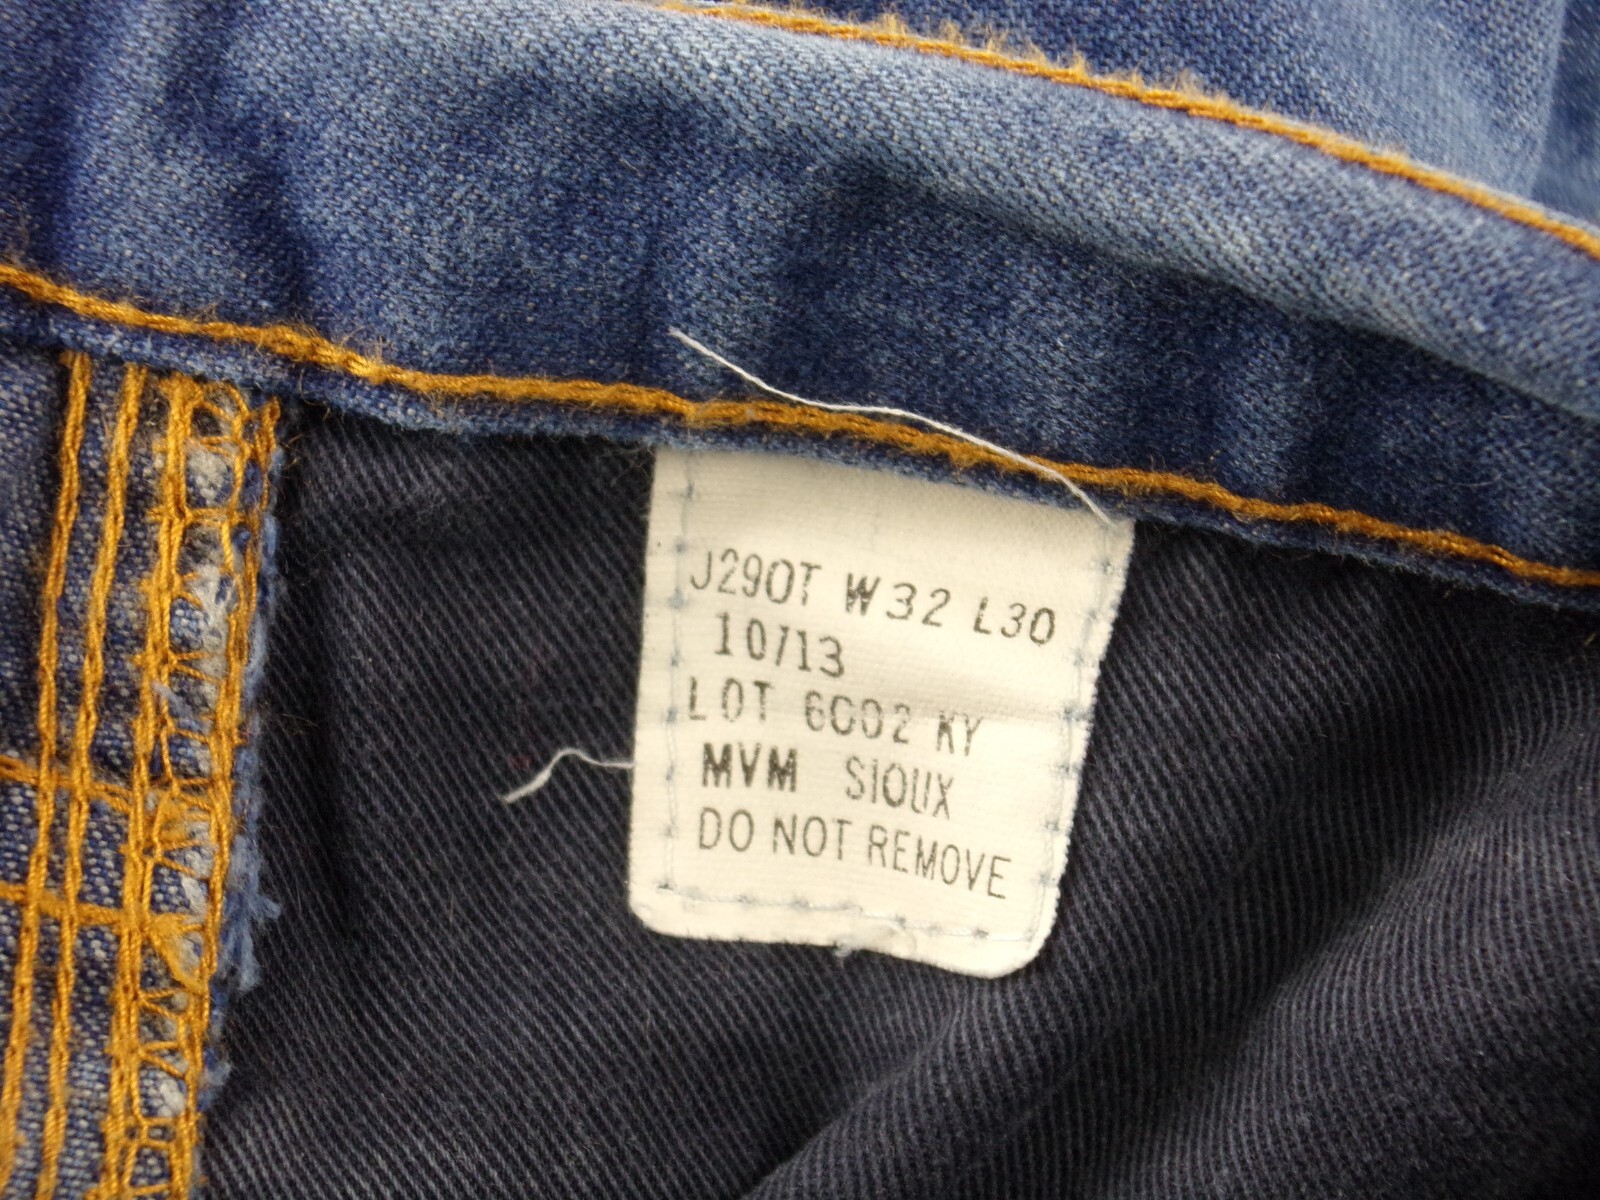 J290T W32 L30
10/13
LOT 6002 KY
MVM SIOUX
DO NOT REMOVE